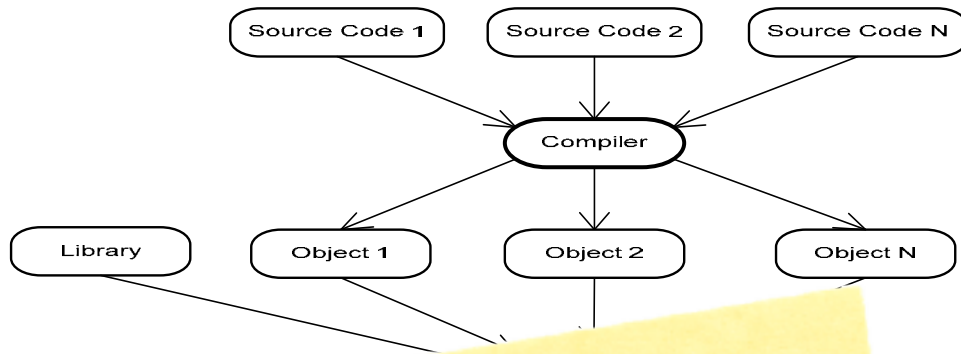 Source Code 1
Source Code 2
Source Code N
Compiler
Library
Object 1
Object 2
Object N